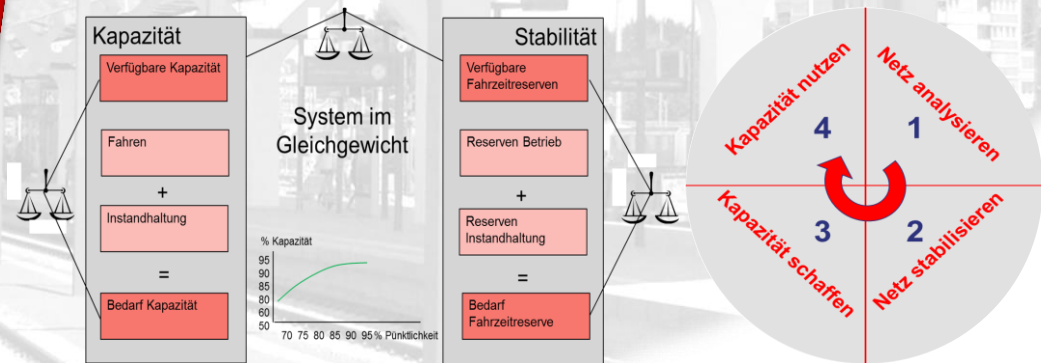 Kapazität
Verfügbare Kapazität
Fahren
+
Instandhaltung
=
Bedarf Kapazität
System im
Gleichgewicht
% Kapazität
95
90
85
80
60
50
70 75 80 85 90 95 % Pünktlichkeit
Stabilität
Verfügbare
Fahrzeitreserven
Reserven Betrieb
+
Reserven
Instandhaltung
=
Bedarf
Fahrzeitreserve
Kapazität nutzen
4
Netz analysieren
1
Kapazität schaffen
3
Netz stabilisieren
2